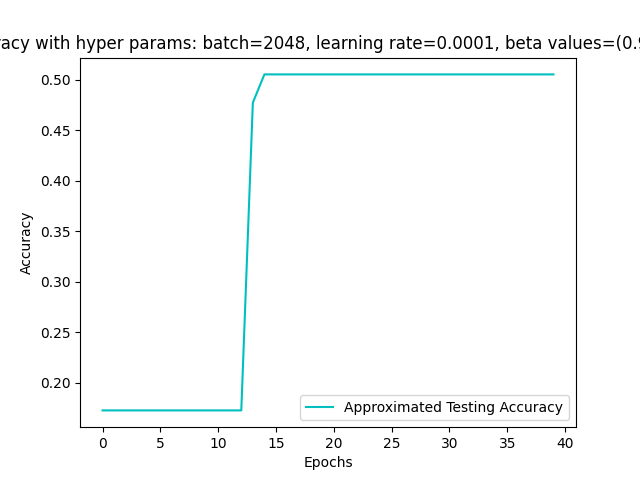 racy with hyper params: batch=2048, learning rate=0.0001, beta values=(0.9
0.50
0.45
0.40
0.35
0.30
0.25
0.20
Accuracy
Approximated Testing Accuracy
0 5 10 15 20 25 30 35 40
Epochs